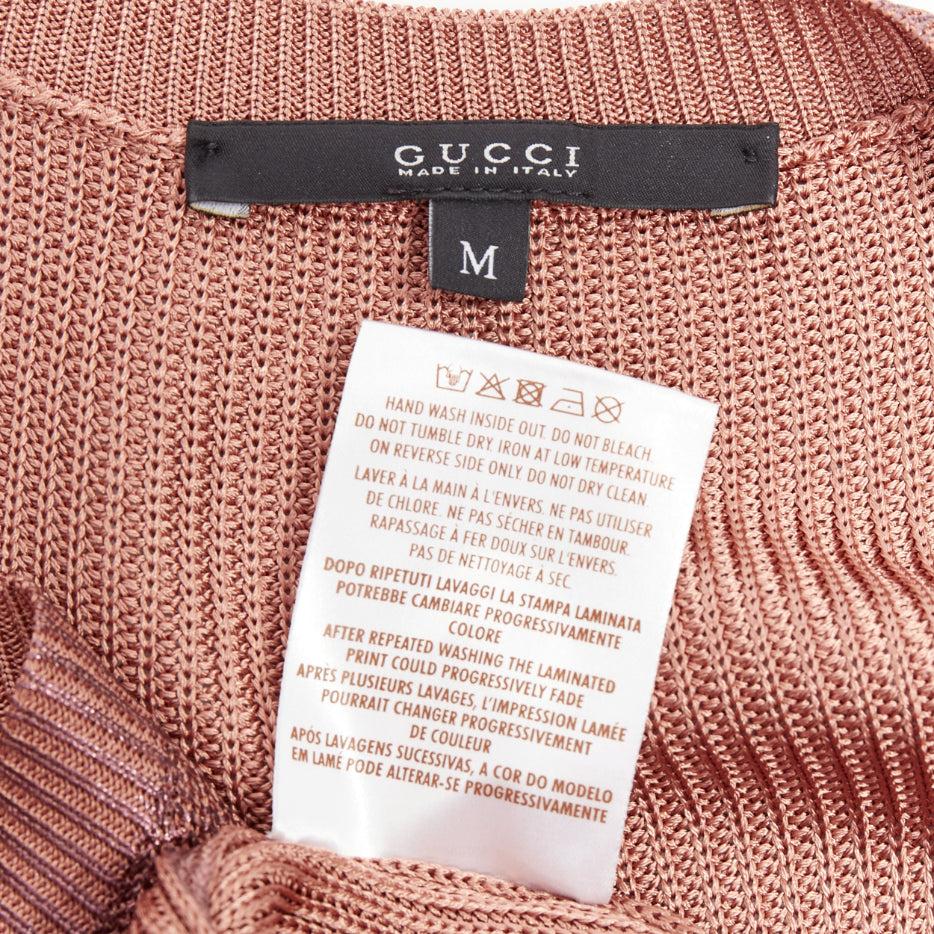 GUCCI
MADE IN ITALY
M
HAND WASH INSIDE OUT. DO NOT BLEACH.
DO NOT TUMBLE DRY. IRON AT LOW TEMPERATURE
ON REVERSE SIDE ONLY DO NOT DRY CLEAN.
LAVER À LA MAIN À L'ENVERS. NE PAS UTILISER
DE CHLORE. NE PAS SÉCHER EN TAMBOUR.
RAPASSAGE À FER DOUX SUR L'ENVERS.
PAS DE NETTOYAGE À SEC.
DOPO RIPETUTI LAVAGGI LA STAMPA LAMINATA
POTREBBE CAMBIARE PROGRESSIVAMENTE
COLORE
AFTER REPEATED WASHING THE LAMINATED
PRINT COULD PROGRESSIVELY FADE
APRÈS PLUSIEURS LAVAGES, L'IMPRESSION LAMÉE
POURRAIT CHANGER PROGRESSIVEMENT
DE COULEUR
APÓS LAVAGENS SUCESSIVAS, A COR DO MODELO
EM LAMÉ PODE ALTERAR-SE PROGRESSIVAMENTE